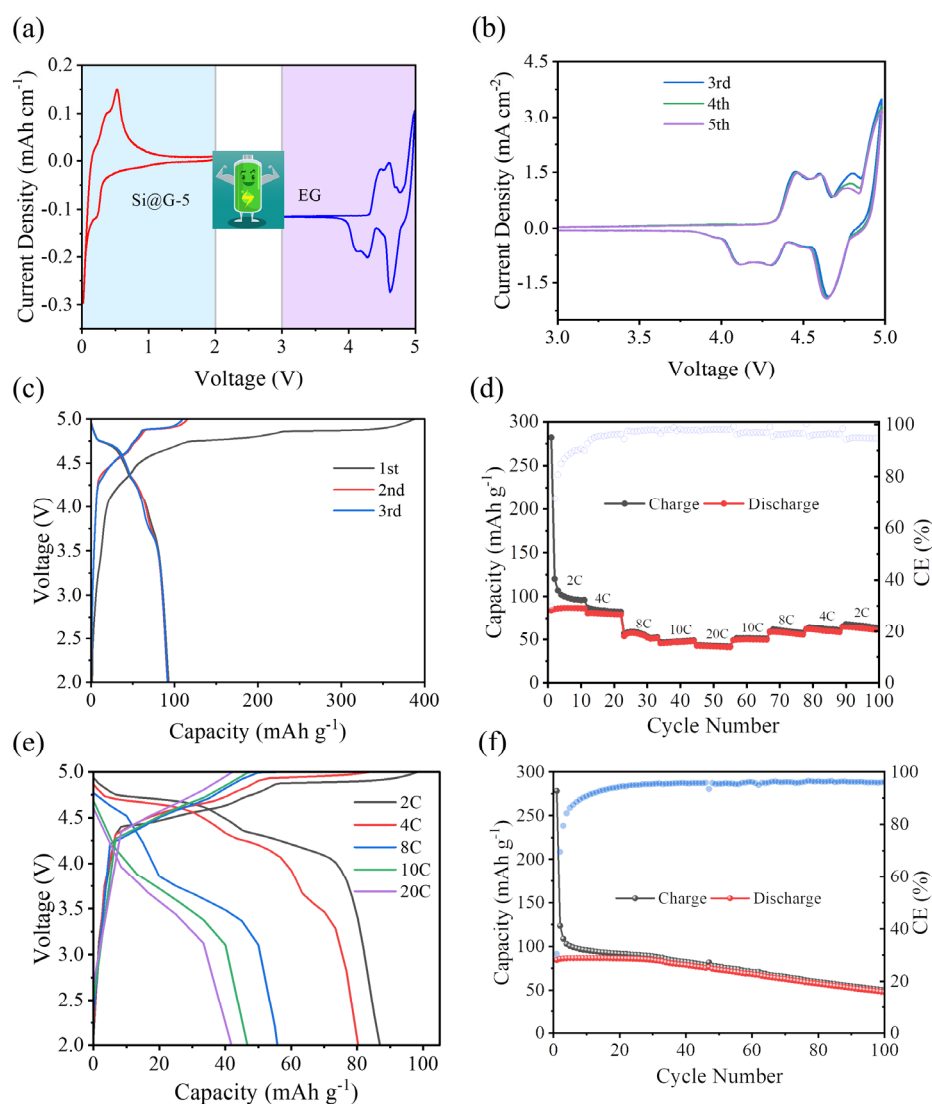 (a)
Current Density (mAh cm⁻¹)
0.2
0.1
0.0
-0.1
-0.2
-0.3
Si@G-5
EG
0 1 2 3 4 5
Voltage (V)
(b)
Current Density (mA cm⁻²)
4.5
3.0
1.5
0.0
-1.5
3rd
4th
5th
3.0 4.0 4.5 5.0
Voltage (V)
(c)
Voltage (V)
5.0
4.5
4.0
3.5
3.0
2.5
2.0
1st
2nd
3rd
0 100 200 300 400
Capacity (mAh g⁻¹)
(d)
Capacity (mAh g⁻¹)
300
250
200
150
100
50
0
Charge Discharge
2C 4C 8C 10C 20C 10C 8C 4C 2C
100
80
60
40
20
0
CE (%)
0 10 20 30 40 50 60 70 80 90 100
Cycle Number
(e)
Voltage (V)
5.0
4.5
4.0
3.5
3.0
2.5
2.0
2C
4C
8C
10C
20C
0 20 40 60 80 100
Capacity (mAh g⁻¹)
(f)
Capacity (mAh g⁻¹)
300
250
200
150
100
50
0
Charge Discharge
100
80
60
40
20
0
CE (%)
0 20 40 60 80 100
Cycle Number